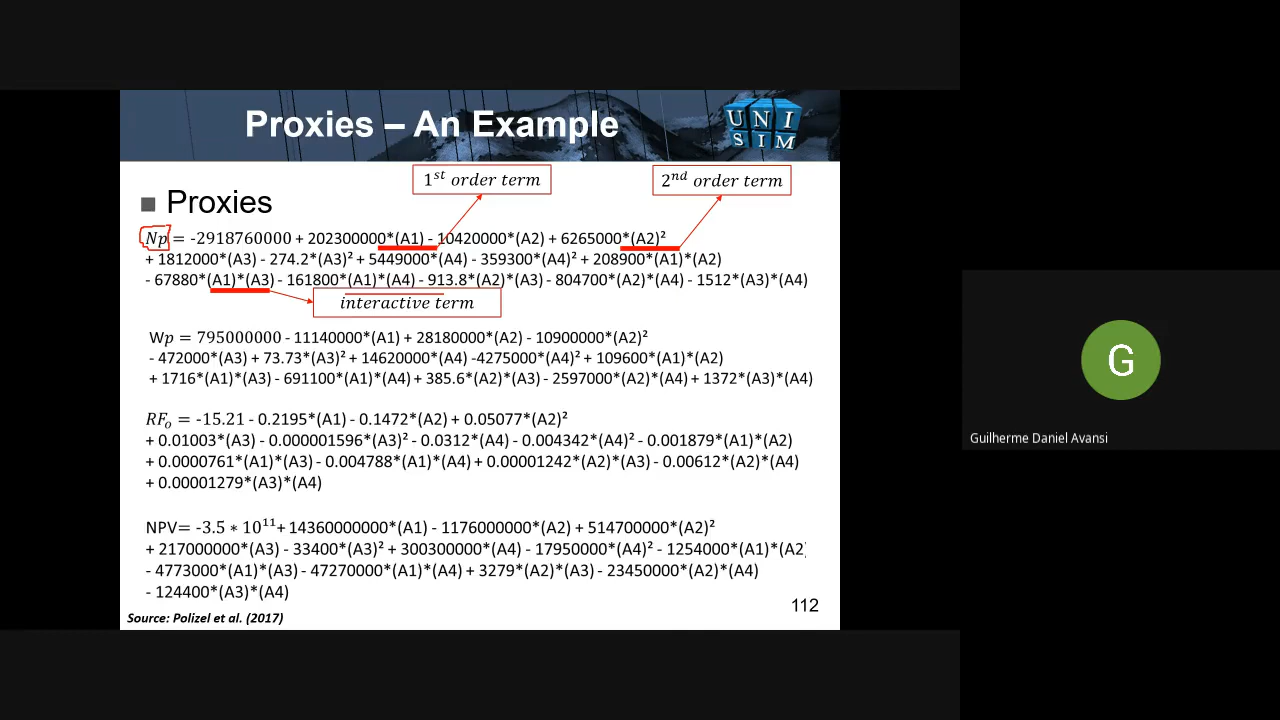 Proxies – An Example
UNI
SIM
1ˢᵗ order term
2ⁿᵈ order term
■ Proxies
Np = -2918760000 + 202300000*(A1) - 10420000*(A2) + 6265000*(A2)²
+ 1812000*(A3) - 274.2*(A3)² + 5449000*(A4) - 359300*(A4)² + 208900*(A1)*(A2)
- 67880*(A1)*(A3) - 161800*(A1)*(A4) - 913.8*(A2)*(A3) - 804700*(A2)*(A4) - 1512*(A3)*(A4)
interactive term
Wp = 795000000 - 11140000*(A1) + 28180000*(A2) - 10900000*(A2)²
- 472000*(A3) + 73.73*(A3)² + 14620000*(A4) -4275000*(A4)² + 109600*(A1)*(A2)
+ 1716*(A1)*(A3) - 691100*(A1)*(A4) + 385.6*(A2)*(A3) - 2597000*(A2)*(A4) + 1372*(A3)*(A4)
RFₒ = -15.21 - 0.2195*(A1) - 0.1472*(A2) + 0.05077*(A2)²
+ 0.01003*(A3) - 0.000001596*(A3)² - 0.0312*(A4) - 0.004342*(A4)² - 0.001879*(A1)*(A2)
+ 0.0000761*(A1)*(A3) - 0.004788*(A1)*(A4) + 0.00001242*(A2)*(A3) - 0.00612*(A2)*(A4)
+ 0.00001279*(A3)*(A4)
NPV= -3.5 * 10¹¹+ 14360000000*(A1) - 1176000000*(A2) + 514700000*(A2)²
+ 217000000*(A3) - 33400*(A3)² + 300300000*(A4) - 17950000*(A4)² - 1254000*(A1)*(A2)
- 4773000*(A1)*(A3) - 47270000*(A1)*(A4) + 3279*(A2)*(A3) - 23450000*(A2)*(A4)
- 124400*(A3)*(A4)
112
Source: Polizel et al. (2017)
G
Guilherme Daniel Avansi